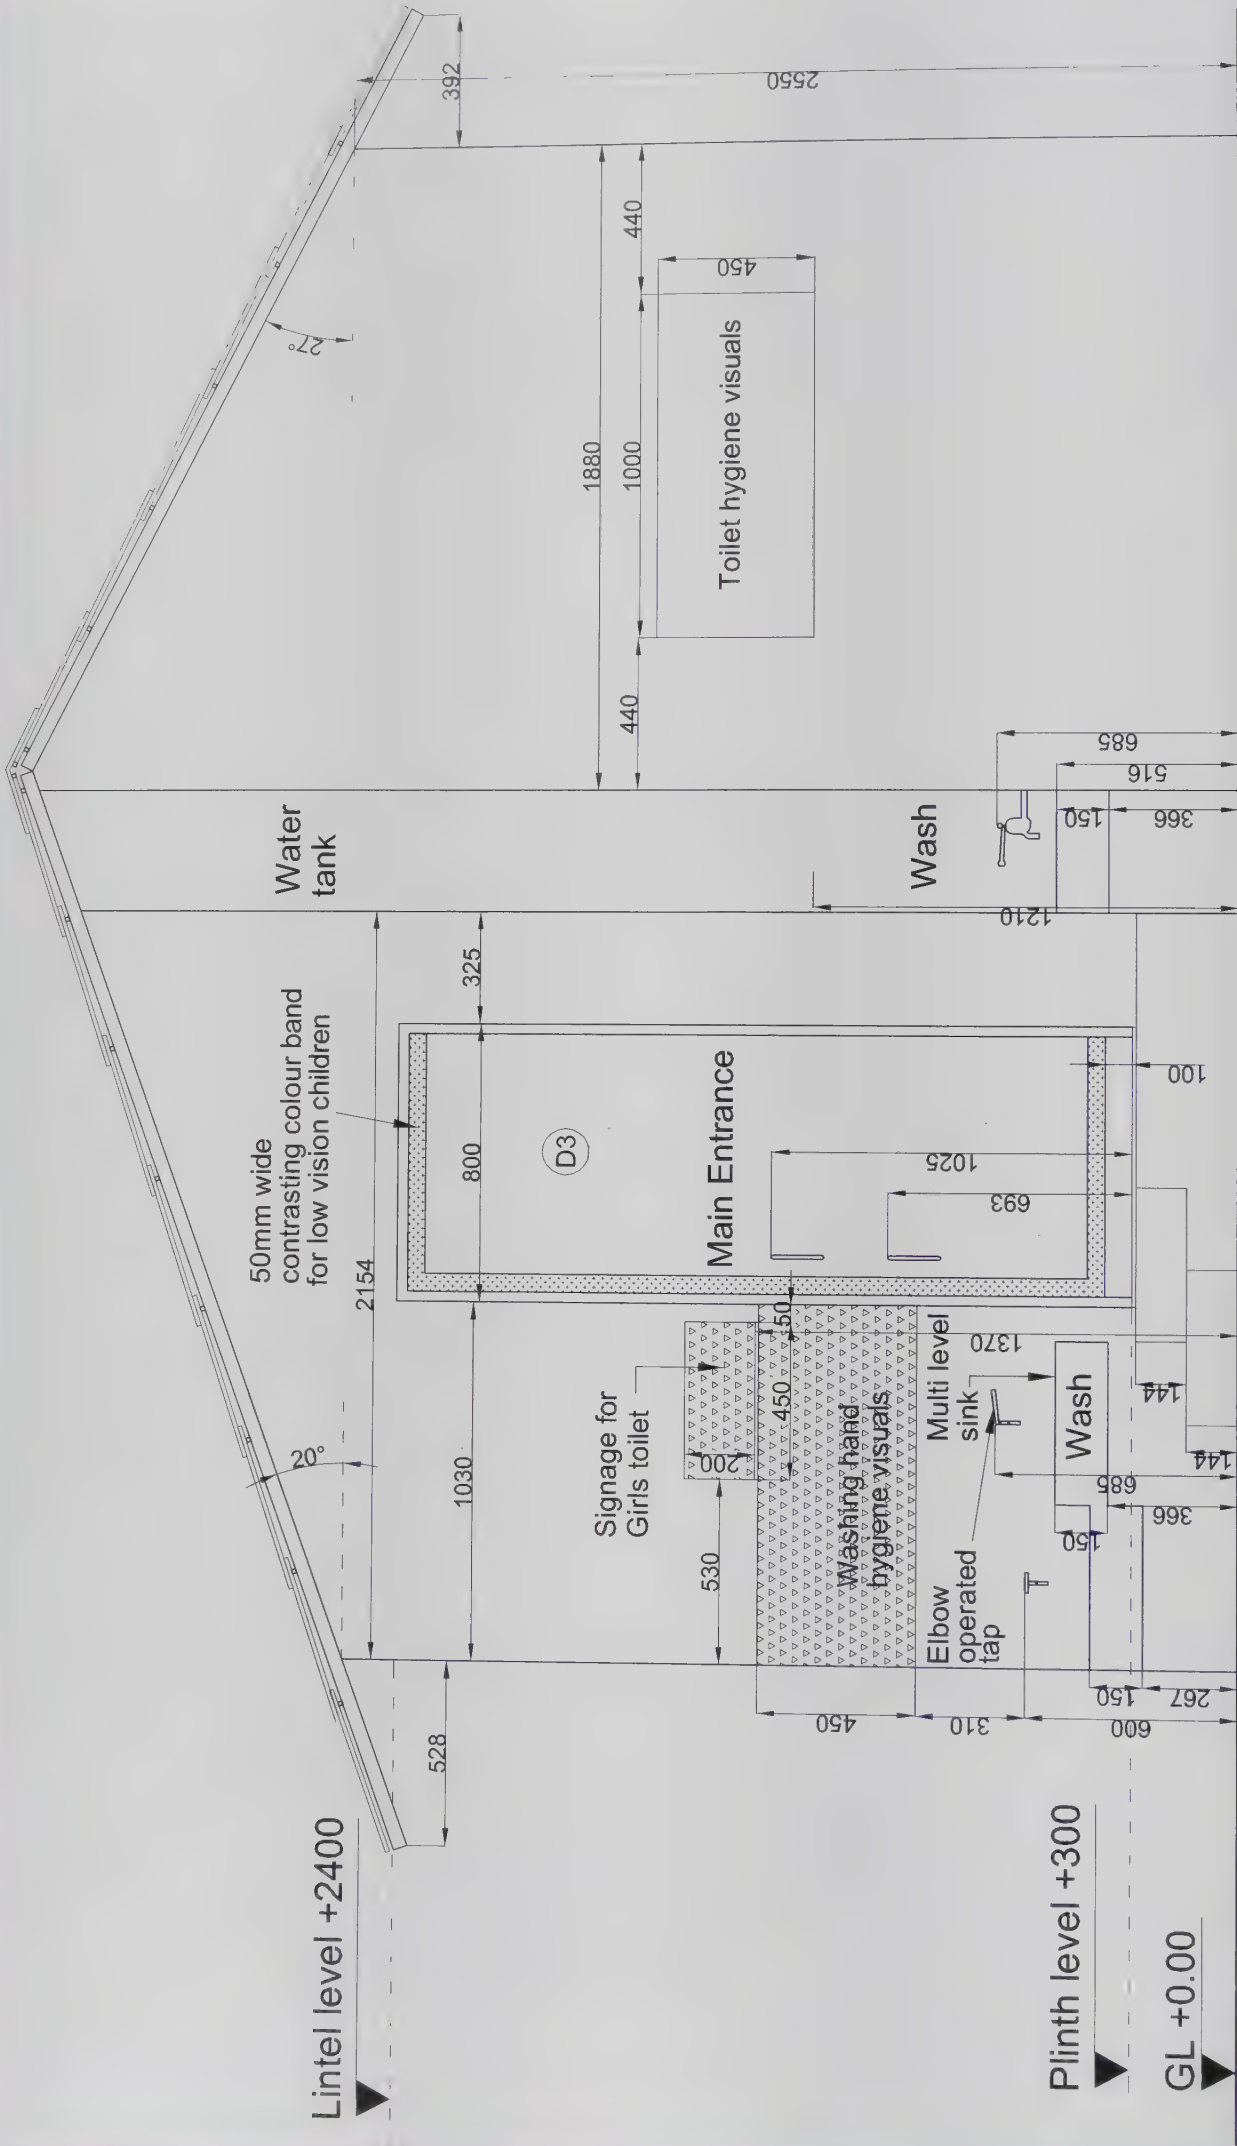 Lintel level +2400
Plinth level +300
GL +0.00
20°
27°
528
392
2154
1030
800
325
1880
440
1000
440
2550
50mm wide
contrasting colour band
for low vision children
Water
tank
D3
Main Entrance
1025
693
100
Signage for
Girls toilet
200
530
450
50
1370
Washing hand
hygiene visuals
Multi level
sink
Elbow
operated
tap
Wash
450
310
600
150
267
150
366
685
144
144
Wash
1210
150
366
516
685
Toilet hygiene visuals
450